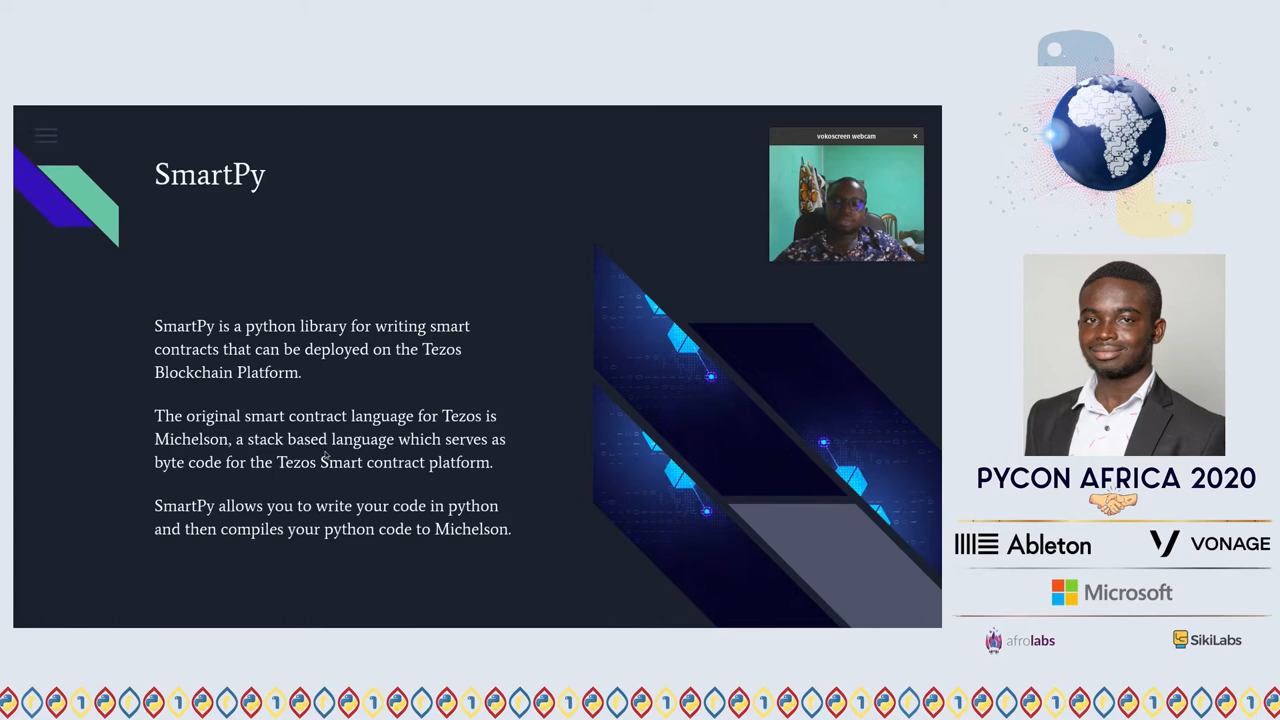 SmartPy
vokoscreen webcam
SmartPy is a python library for writing smart
contracts that can be deployed on the Tezos
Blockchain Platform.
The original smart contract language for Tezos is
Michelson, a stack based language which serves as
byte code for the Tezos Smart contract platform.
SmartPy allows you to write your code in python
and then compiles your python code to Michelson.
PYCON AFRICA 2020
Ableton
VONAGE
Microsoft
afrolabs
SikiLabs